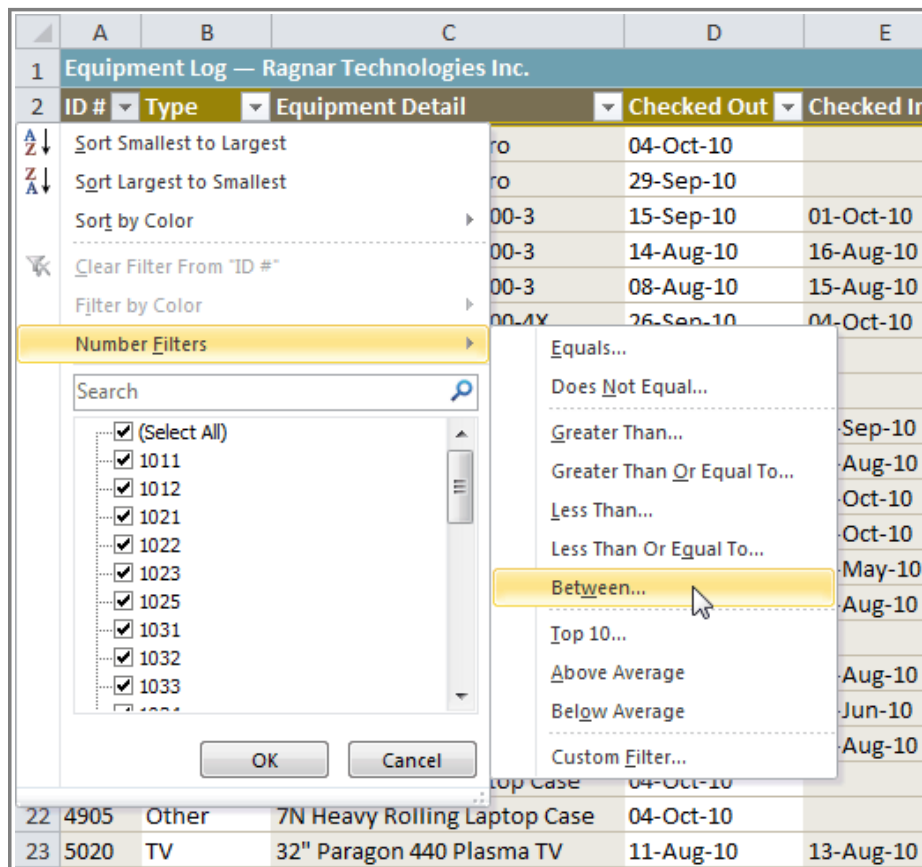 A B C D E
1 Equipment Log — Ragnar Technologies Inc.
2 ID # Type Equipment Detail Checked Out Checked In
Sort Smallest to Largest
Sort Largest to Smallest
Sort by Color
Clear Filter From "ID #"
Filter by Color
Number Filters
Search
(Select All)
1011
1012
1021
1022
1023
1025
1031
1032
1033
OK Cancel
ro 04-Oct-10
ro 29-Sep-10
00-3 15-Sep-10 01-Oct-10
00-3 14-Aug-10 16-Aug-10
00-3 08-Aug-10 15-Aug-10
00-4X 26-Sep-10 04-Oct-10
Equals...
Does Not Equal...
Greater Than...
Greater Than Or Equal To...
Less Than...
Less Than Or Equal To...
Between...
Top 10...
Above Average
Below Average
Custom Filter...
-Sep-10
-Aug-10
-Oct-10
-Oct-10
-May-10
-Aug-10
-Aug-10
-Jun-10
-Aug-10
top Case 04-Oct-10
22 4905 Other 7N Heavy Rolling Laptop Case 04-Oct-10
23 5020 TV 32" Paragon 440 Plasma TV 11-Aug-10 13-Aug-10